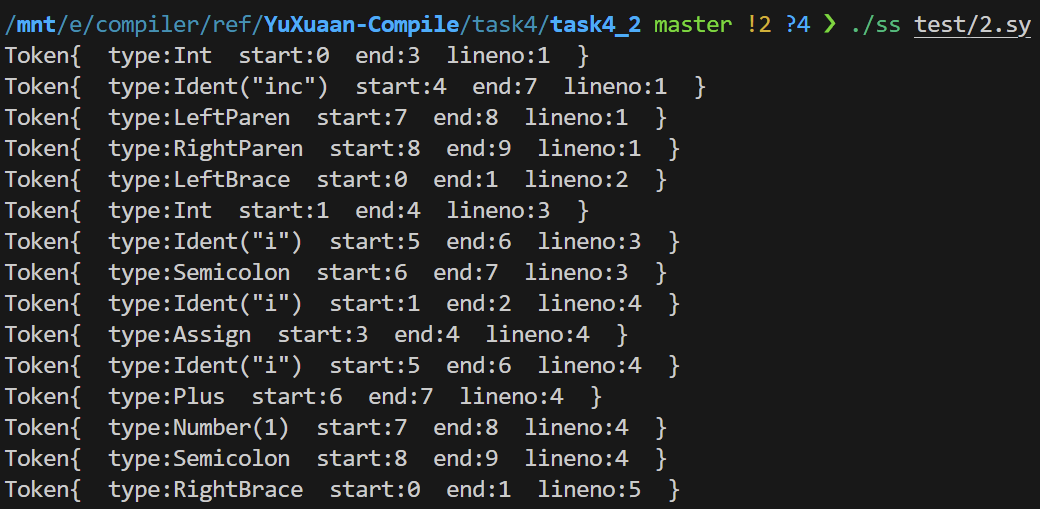 /mnt/e/compiler/ref/YuXuaan-Compile/task4/task4_2 master !2 ?4 ❯ ./ss test/2.sy
Token{  type:Int  start:0  end:3  lineno:1  }
Token{  type:Ident("inc")  start:4  end:7  lineno:1  }
Token{  type:LeftParen  start:7  end:8  lineno:1  }
Token{  type:RightParen  start:8  end:9  lineno:1  }
Token{  type:LeftBrace  start:0  end:1  lineno:2  }
Token{  type:Int  start:1  end:4  lineno:3  }
Token{  type:Ident("i")  start:5  end:6  lineno:3  }
Token{  type:Semicolon  start:6  end:7  lineno:3  }
Token{  type:Ident("i")  start:1  end:2  lineno:4  }
Token{  type:Assign  start:3  end:4  lineno:4  }
Token{  type:Ident("i")  start:5  end:6  lineno:4  }
Token{  type:Plus  start:6  end:7  lineno:4  }
Token{  type:Number(1)  start:7  end:8  lineno:4  }
Token{  type:Semicolon  start:8  end:9  lineno:4  }
Token{  type:RightBrace  start:0  end:1  lineno:5  }